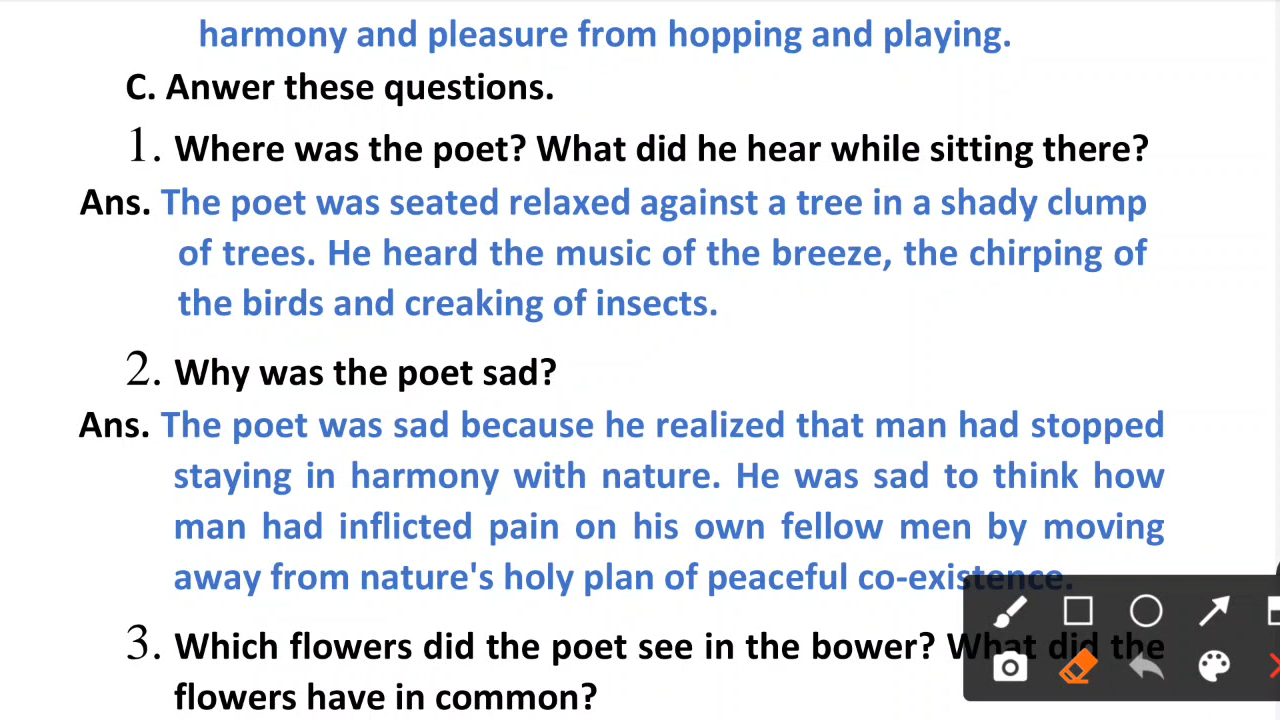 harmony and pleasure from hopping and playing.
C. Anwer these questions.
1. Where was the poet? What did he hear while sitting there?
Ans. The poet was seated relaxed against a tree in a shady clump
of trees. He heard the music of the breeze, the chirping of
the birds and creaking of insects.
2. Why was the poet sad?
Ans. The poet was sad because he realized that man had stopped
staying in harmony with nature. He was sad to think how
man had inflicted pain on his own fellow men by moving
away from nature's holy plan of peaceful co-existence.
3. Which flowers did the poet see in the bower? What did the
flowers have in common?